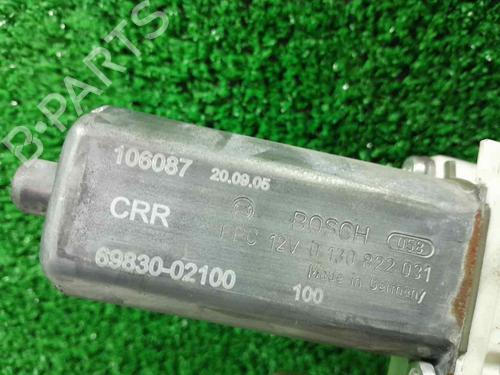 106087 20.09.05
BOSCH 058
CRR
FPG 12V 0 130 822 031
69830-02100
Made in Germany
100
B-PARTS